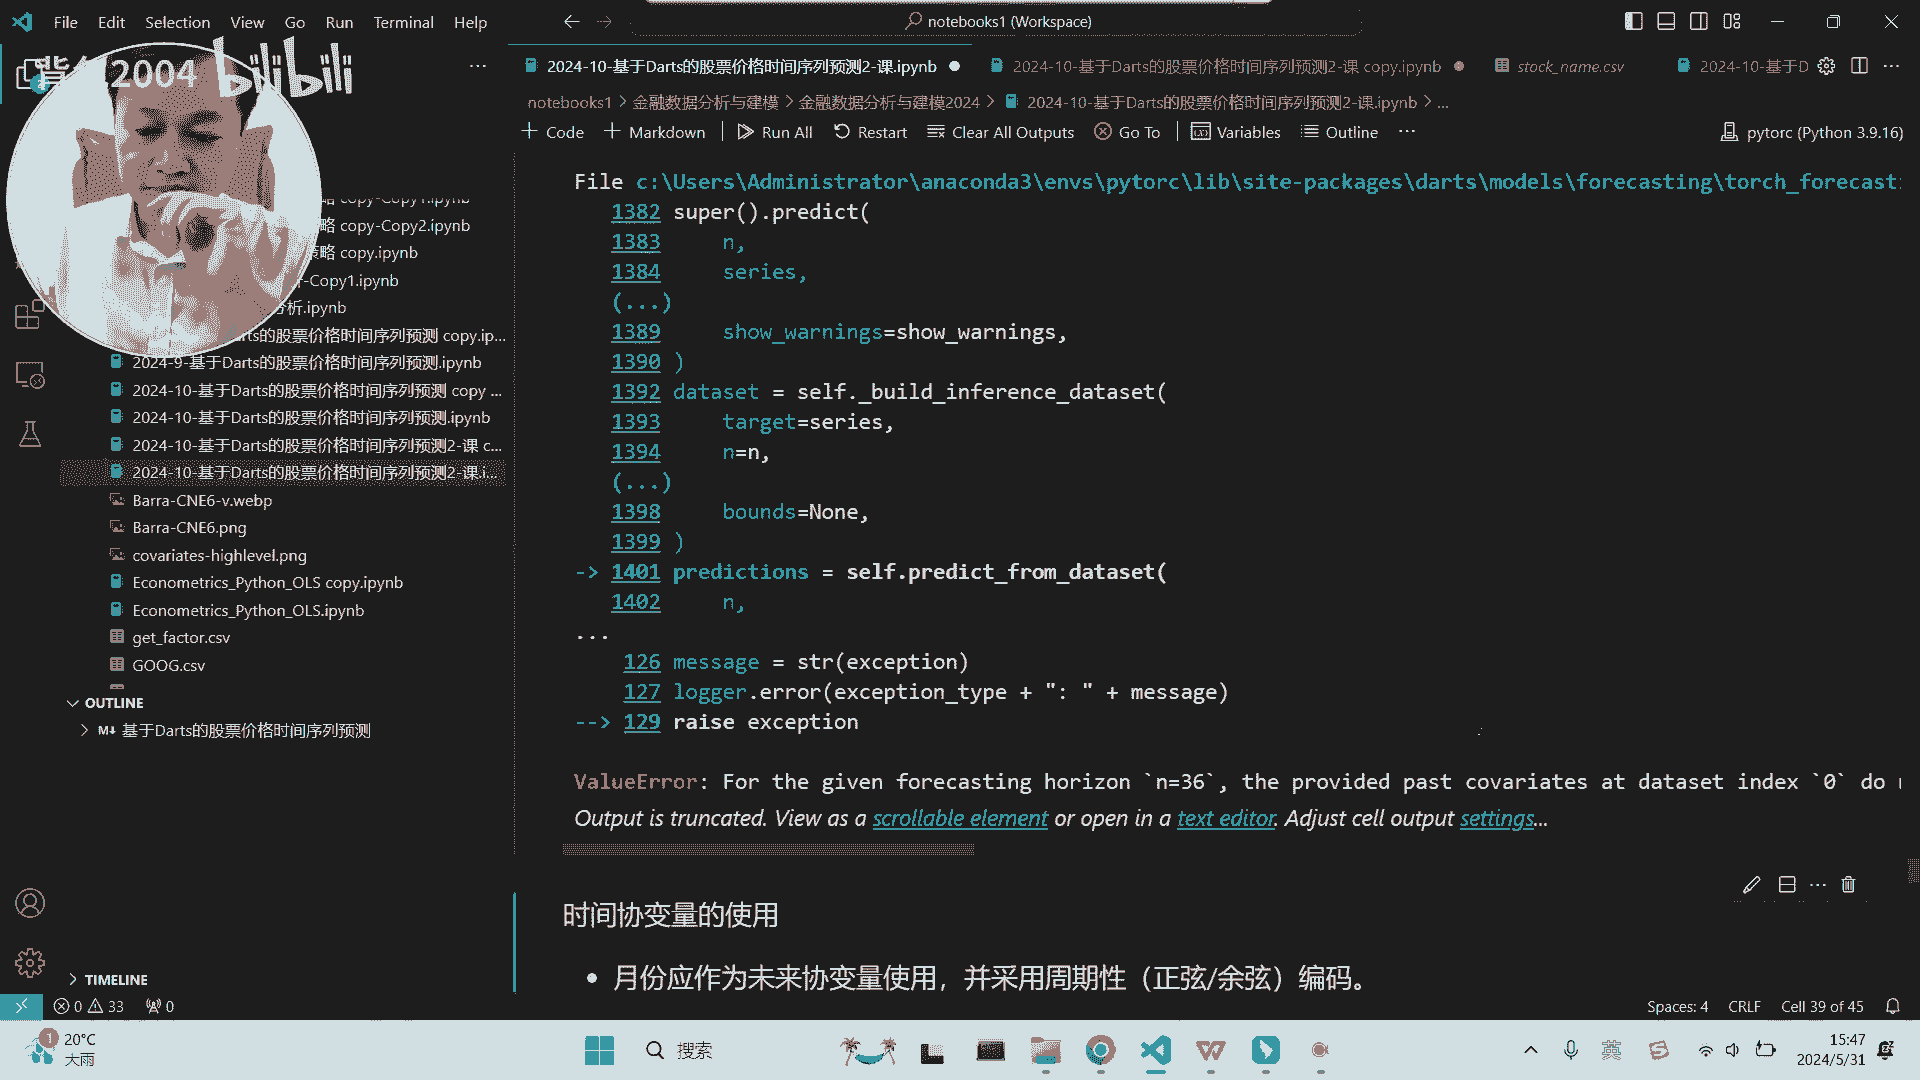 File Edit Selection View Go Run Terminal Help
notebooks1 (Workspace)
2004 bilibili
2024-10-基于Darts的股票价格时间序列预测2-课.ipynb
2024-10-基于Darts的股票价格时间序列预测2-课 copy.ipynb
stock_name.csv
2024-10-基于D
notebooks1 > 金融数据分析与建模 > 金融数据分析与建模2024 > 2024-10-基于Darts的股票价格时间序列预测2-课.ipynb > ...
+ Code + Markdown Run All Restart Clear All Outputs Go To Variables Outline ...
pytorc (Python 3.9.16)
略 copy-Copy1.ipynb
略 copy-Copy2.ipynb
策略 copy.ipynb
-Copy1.ipynb
分析.ipynb
arts的股票价格时间序列预测 copy.ip...
2024-9-基于Darts的股票价格时间序列预测.ipynb
2024-10-基于Darts的股票价格时间序列预测 copy ...
2024-10-基于Darts的股票价格时间序列预测.ipynb
2024-10-基于Darts的股票价格时间序列预测2-课 c...
2024-10-基于Darts的股票价格时间序列预测2-课.i...
Barra-CNE6-v.webp
Barra-CNE6.png
covariates-highlevel.png
Econometrics_Python_OLS copy.ipynb
Econometrics_Python_OLS.ipynb
get_factor.csv
GOOG.csv
OUTLINE
M↓ 基于Darts的股票价格时间序列预测
TIMELINE
File c:\Users\Administrator\anaconda3\envs\pytorc\lib\site-packages\darts\models\forecasting\torch_forecast
1382 super().predict(
1383 n,
1384 series,
(...)
1389 show_warnings=show_warnings,
1390 )
1392 dataset = self._build_inference_dataset(
1393 target=series,
1394 n=n,
(...)
1398 bounds=None,
1399 )
-> 1401 predictions = self.predict_from_dataset(
1402 n,
...
126 message = str(exception)
127 logger.error(exception_type + ": " + message)
--> 129 raise exception
ValueError: For the given forecasting horizon `n=36`, the provided past covariates at dataset index `0` do
Output is truncated. View as a scrollable element or open in a text editor. Adjust cell output settings...
时间协变量的使用
• 月份应作为未来协变量使用，并采用周期性（正弦/余弦）编码。
0 33 0
Spaces: 4 CRLF Cell 39 of 45
1
20°C
大雨
搜索
英
15:47
2024/5/31